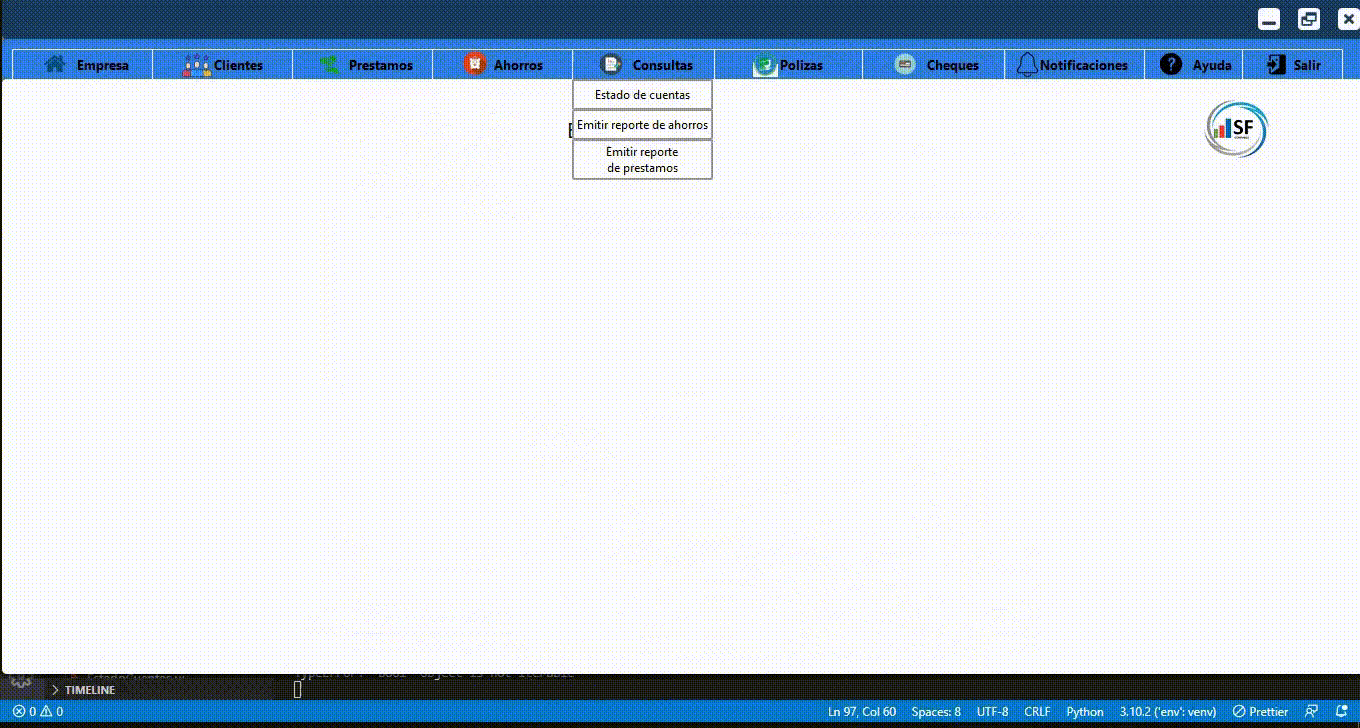 Empresa
Clientes
Prestamos
Ahorros
Consultas
Polizas
Cheques
Notificaciones
Ayuda
Salir
Estado de cuentas
Emitir reporte de ahorros
Emitir reporte
de prestamos
SF
TIMELINE
0 0
Ln 97, Col 60
Spaces: 8
UTF-8
CRLF
Python
3.10.2 ('env': venv)
Prettier